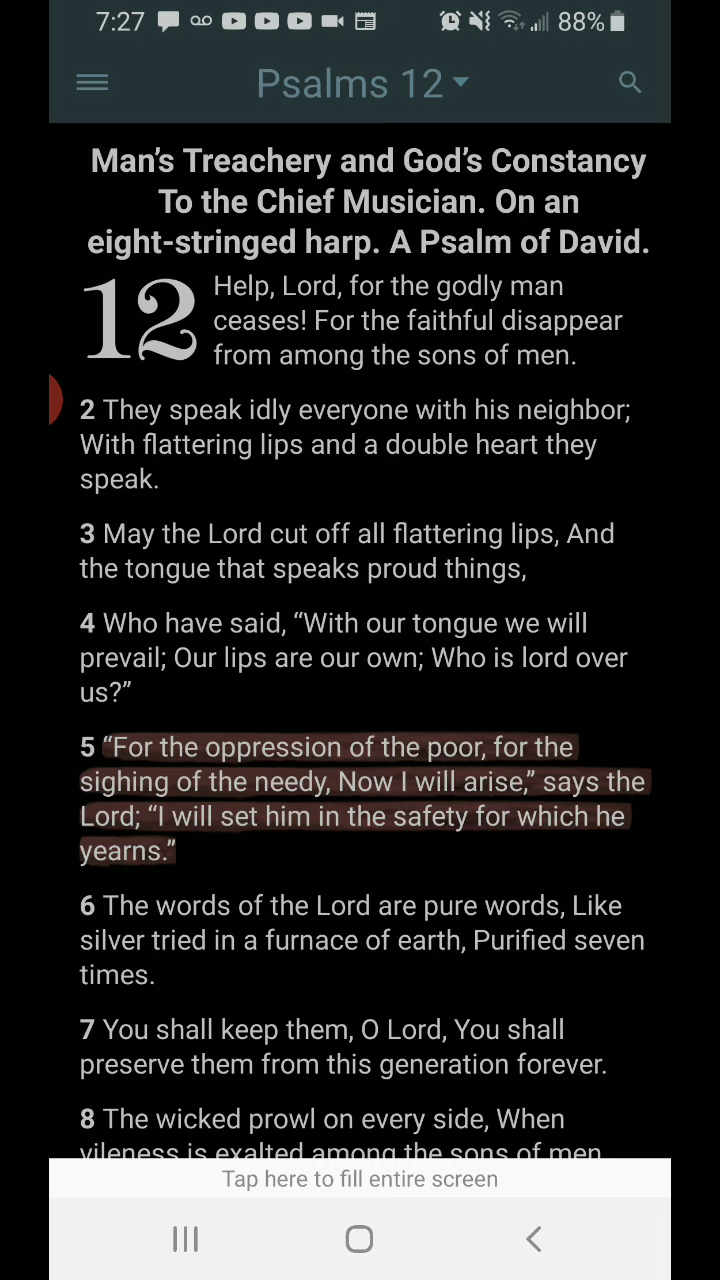 7:27 88%
Psalms 12
Man's Treachery and God's Constancy
To the Chief Musician. On an
eight-stringed harp. A Psalm of David.
12 Help, Lord, for the godly man
ceases! For the faithful disappear
from among the sons of men.
2 They speak idly everyone with his neighbor;
With flattering lips and a double heart they
speak.
3 May the Lord cut off all flattering lips, And
the tongue that speaks proud things,
4 Who have said, “With our tongue we will
prevail; Our lips are our own; Who is lord over
us?”
5 “For the oppression of the poor, for the
sighing of the needy, Now I will arise,” says the
Lord; “I will set him in the safety for which he
yearns.”
6 The words of the Lord are pure words, Like
silver tried in a furnace of earth, Purified seven
times.
7 You shall keep them, O Lord, You shall
preserve them from this generation forever.
8 The wicked prowl on every side, When
vileness is exalted among the sons of men
Tap here to fill entire screen